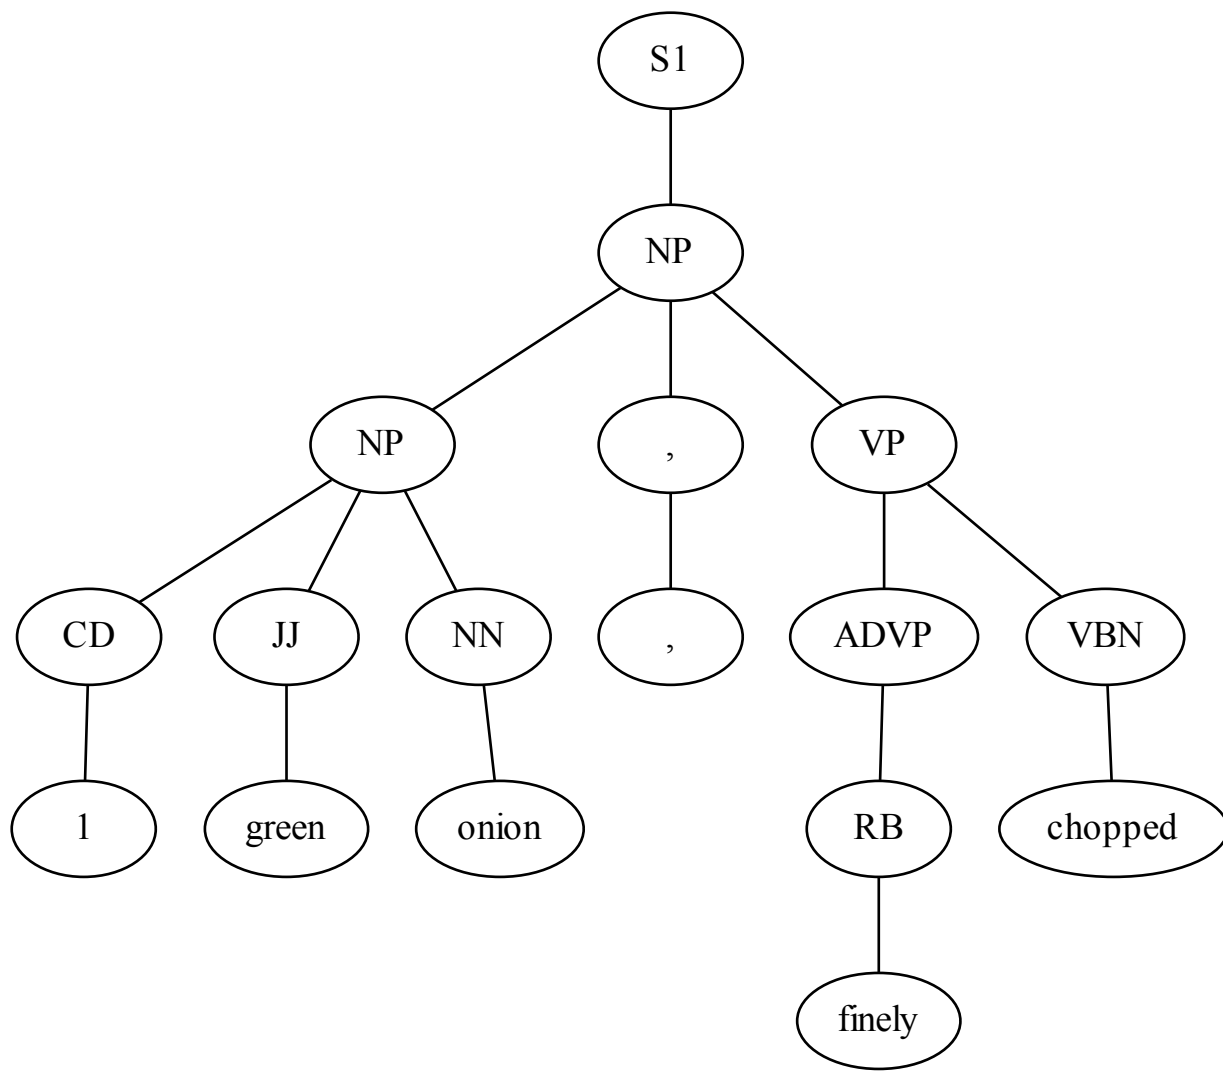 S1
NP
NP , VP
CD JJ NN , ADVP VBN
1 green onion RB chopped
finely